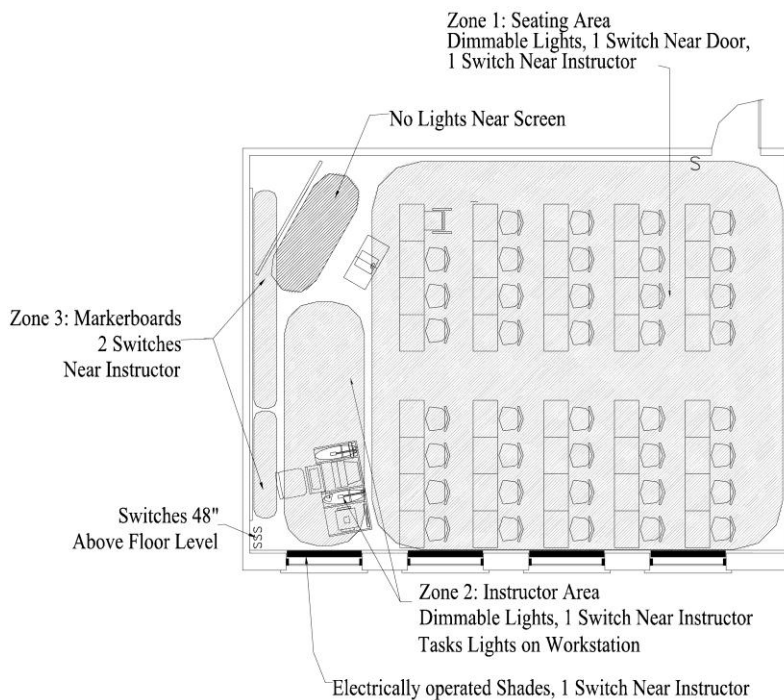 Zone 1: Seating Area
Dimmable Lights, 1 Switch Near Door,
1 Switch Near Instructor
No Lights Near Screen
S
Zone 3: Markerboards
2 Switches
Near Instructor
Switches 48"
Above Floor Level
SSS
Zone 2: Instructor Area
Dimmable Lights, 1 Switch Near Instructor
Tasks Lights on Workstation
Electrically operated Shades, 1 Switch Near Instructor